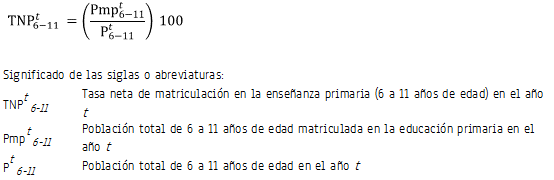 TNP^t_6-11 = (Pmp^t_6-11 / P^t_6-11) 100
Significado de las siglas o abreviaturas:
TNP^t_6-11 Tasa neta de matriculación en la enseñanza primaria (6 a 11 años de edad) en el año
t
Pmp^t_6-11 Población total de 6 a 11 años de edad matriculada en la educación primaria en el
año t
P^t_6-11 Población total de 6 a 11 años de edad en el año t